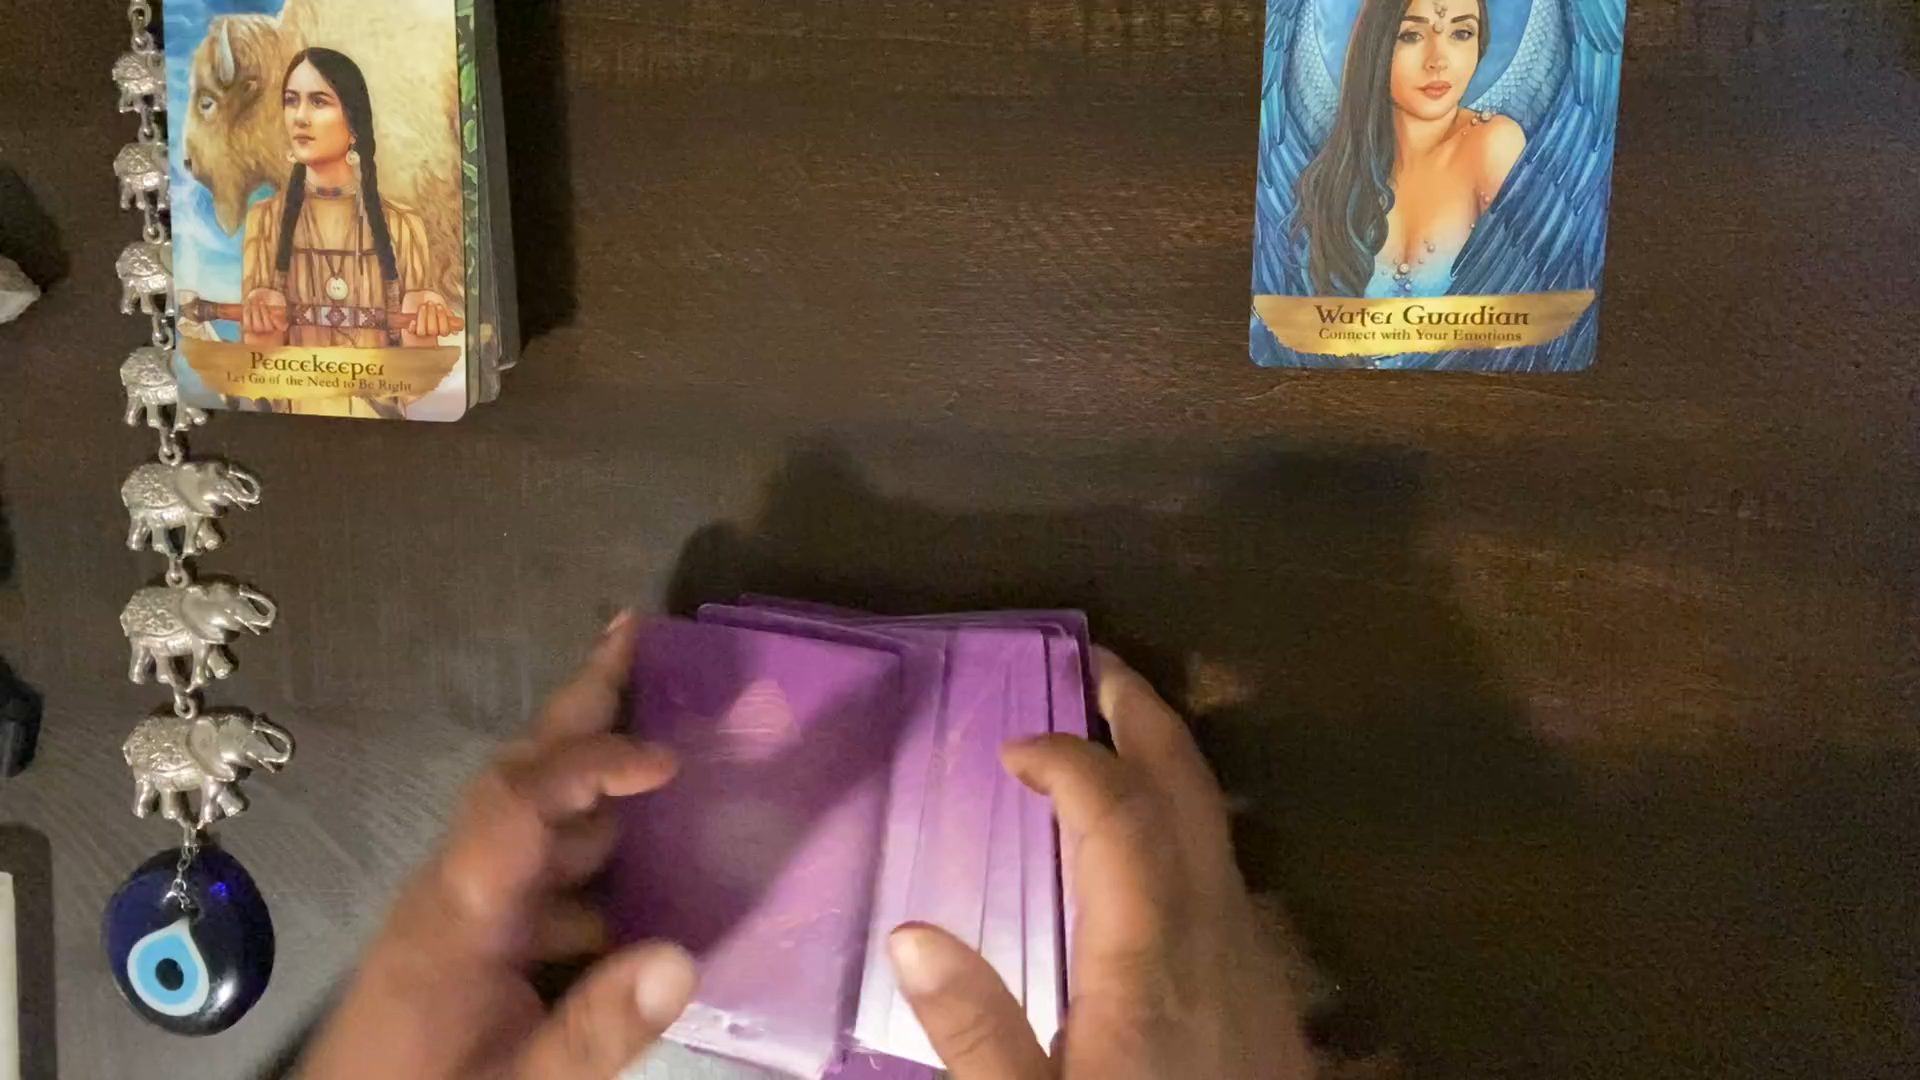 Peacekeeper
Let Go of the Need to Be Right
Water Guardian
Connect with Your Emotions